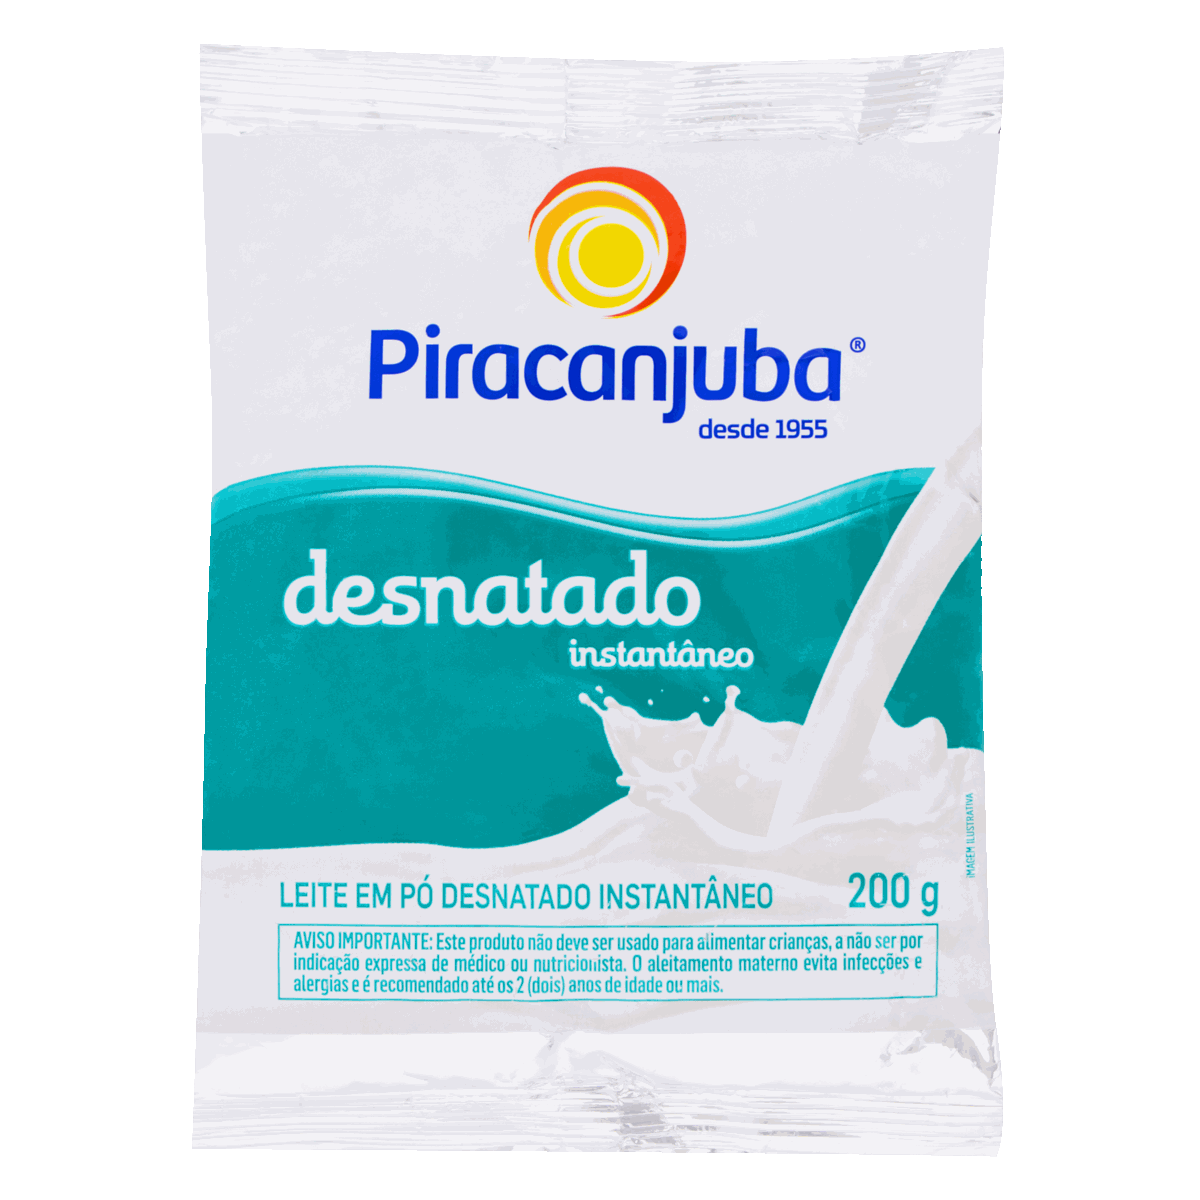 Piracanjuba®
desde 1955
desnatado
instantâneo
IMAGEM ILUSTRATIVA
LEITE EM PÓ DESNATADO INSTANTÂNEO 200 g
AVISO IMPORTANTE: Este produto não deve ser usado para alimentar crianças, a não ser por
indicação expressa de médico ou nutricionista. O aleitamento materno evita infecções e
alergias e é recomendado até os 2 (dois) anos de idade ou mais.